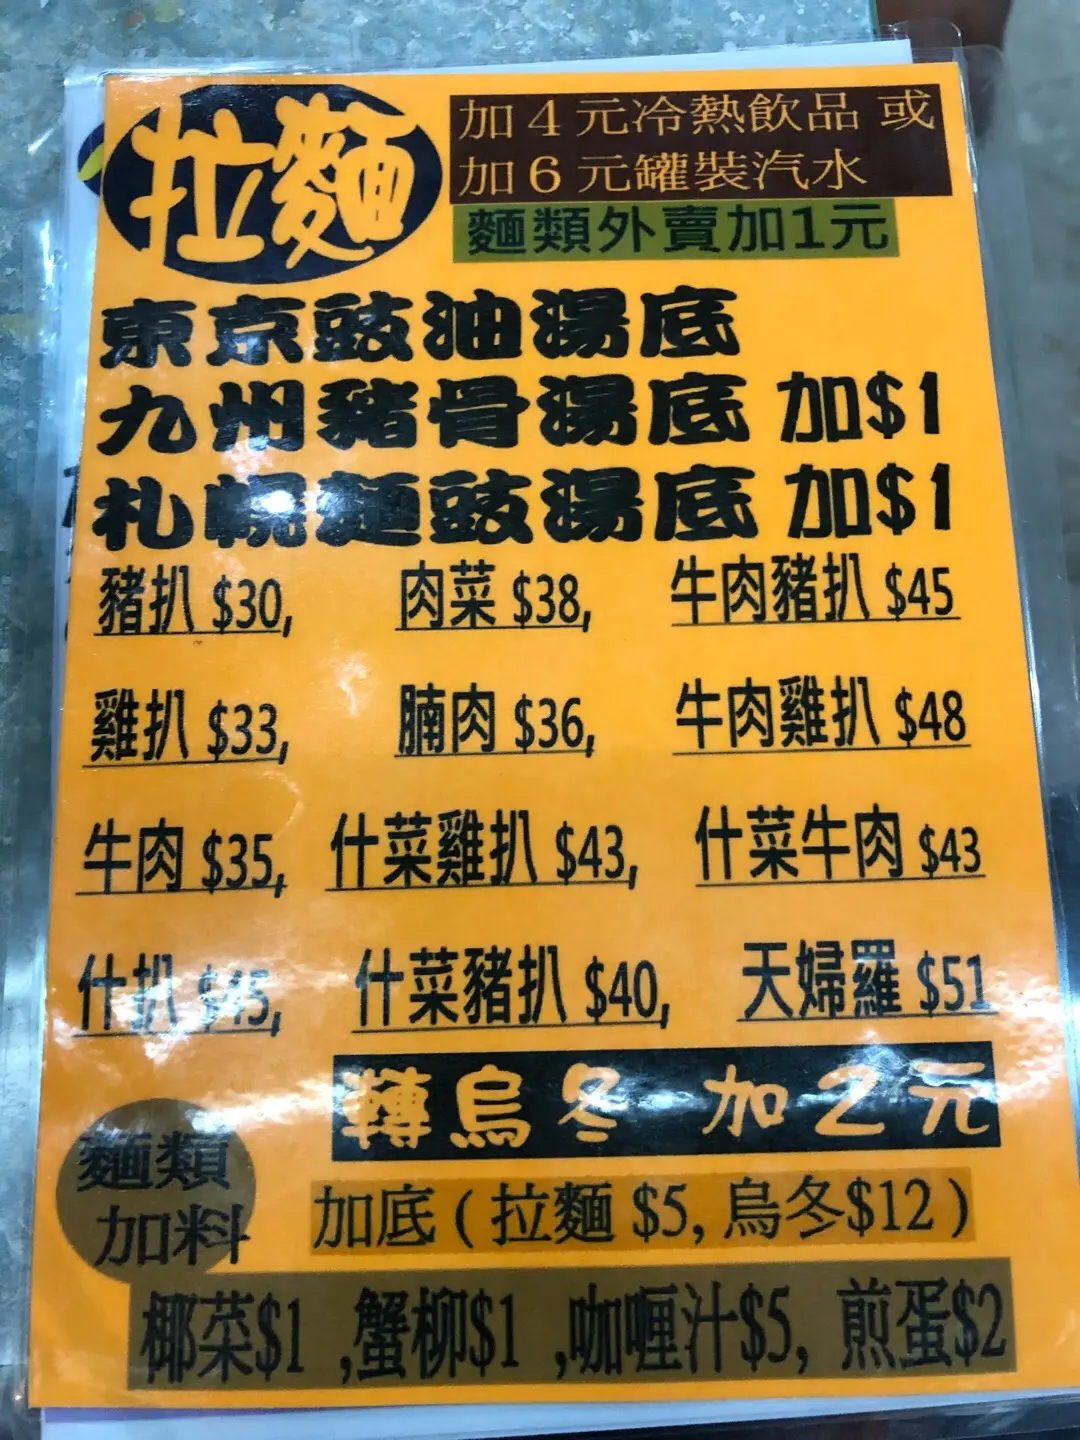 拉麵
加 4 元冷熱飲品 或
加 6 元罐裝汽水
麵類外賣加1元
東京豉油湯底
九州豬骨湯底 加$1
札幌麵豉湯底 加$1
豬扒 $30, 肉菜 $38, 牛肉豬扒 $45
雞扒 $33, 腩肉 $36, 牛肉雞扒 $48
牛肉 $35, 什菜雞扒 $43, 什菜牛肉 $43
什扒 $45, 什菜豬扒 $40, 天婦羅 $51
轉烏冬 加2元
麵類
加料
加底 ( 拉麵 $5, 烏冬$12 )
椰菜$1 ,蟹柳$1 ,咖喱汁$5, 煎蛋$2